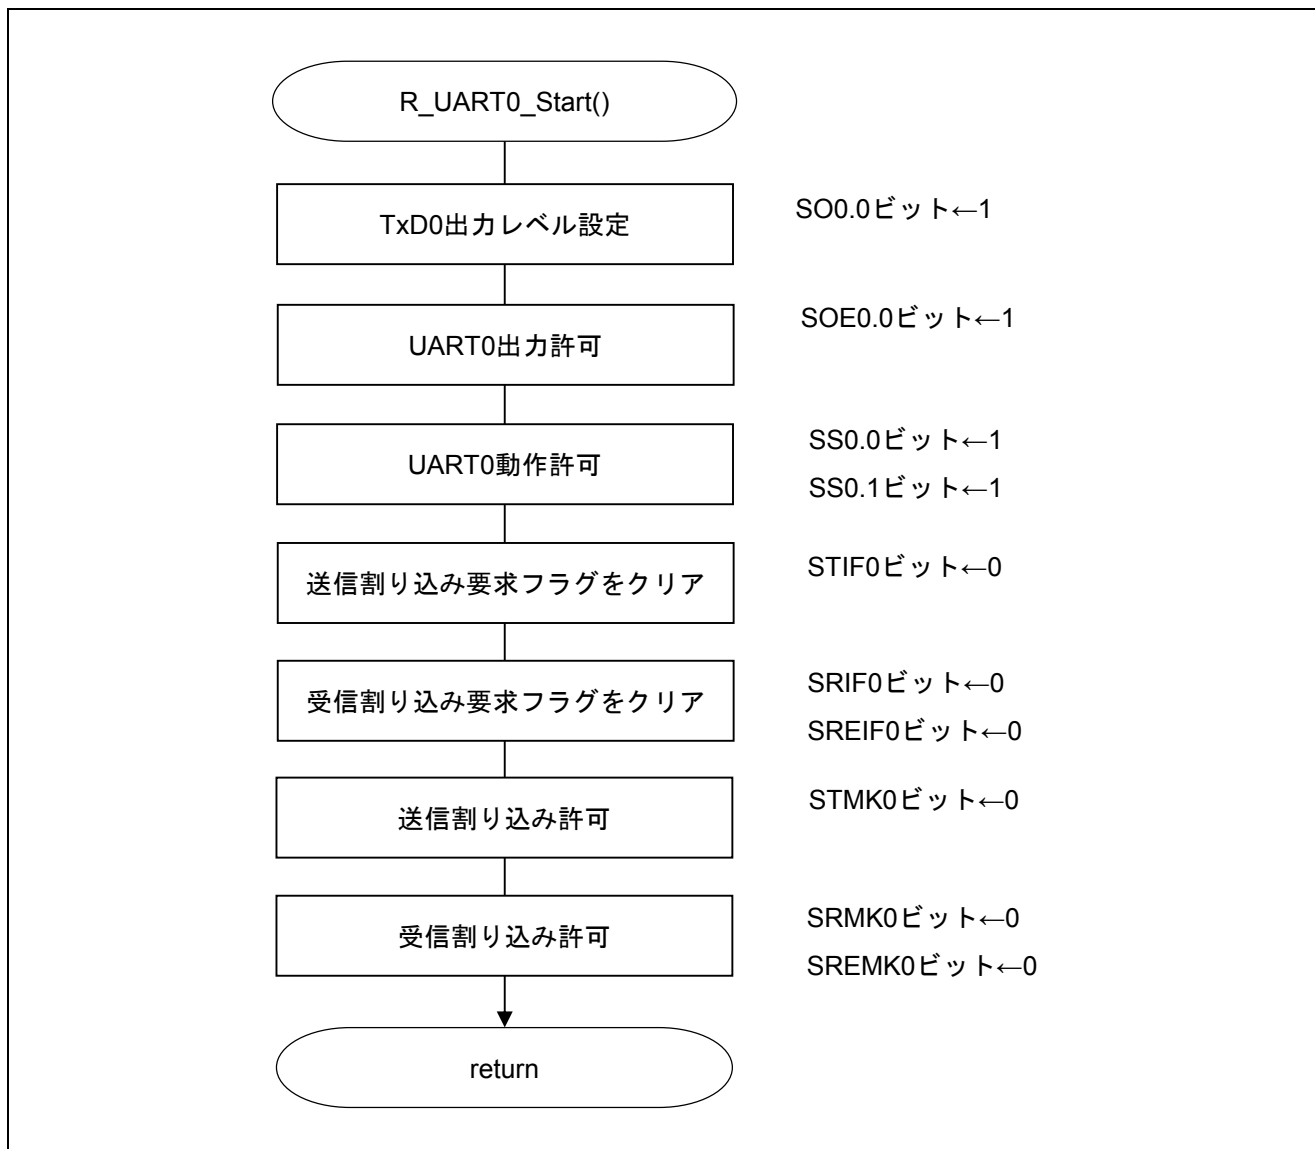 R_UART0_Start()
TxD0出力レベル設定
SO0.0ビット←1
UART0出力許可
SOE0.0ビット←1
UART0動作許可
SS0.0ビット←1
SS0.1ビット←1
送信割り込み要求フラグをクリア
STIF0ビット←0
受信割り込み要求フラグをクリア
SRIF0ビット←0
SREIF0ビット←0
送信割り込み許可
STMK0ビット←0
受信割り込み許可
SRMK0ビット←0
SREMK0ビット←0
return